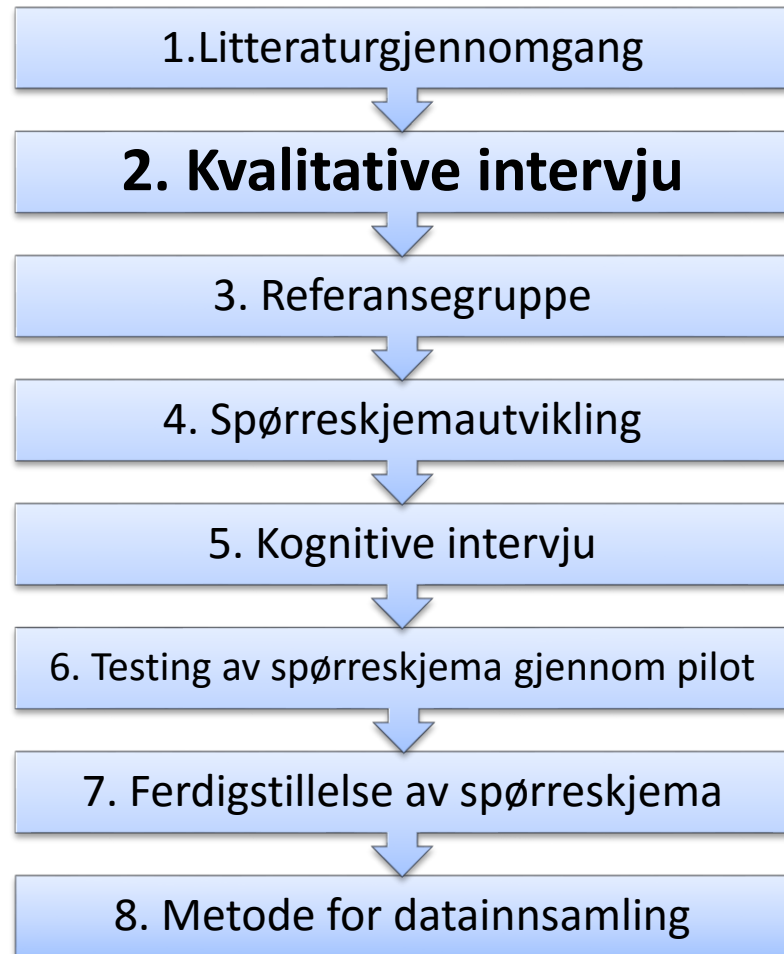 1.Litteraturgjennomgang
2. Kvalitative intervju
3. Referansegruppe
4. Spørreskjemautvikling
5. Kognitive intervju
6. Testing av spørreskjema gjennom pilot
7. Ferdigstillelse av spørreskjema
8. Metode for datainnsamling